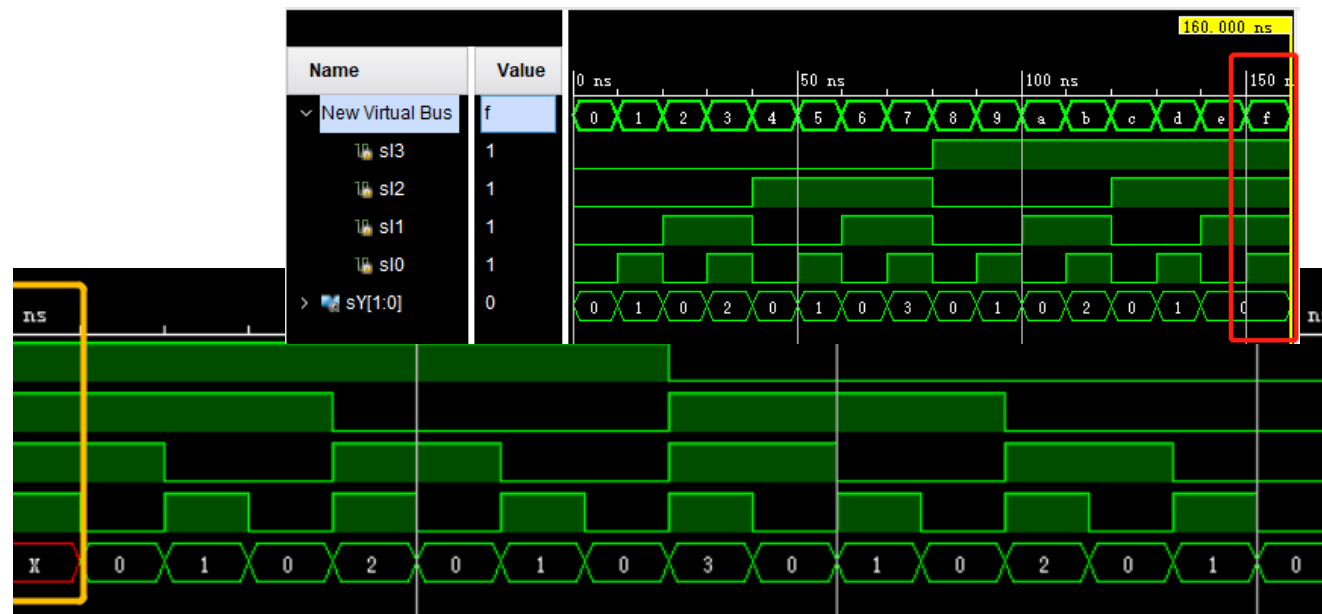 160.000 ns
Name Value
0 ns 50 ns 100 ns 150 n
New Virtual Bus f 0 1 2 3 4 5 6 7 8 9 a b c d e f
sI3 1
sI2 1
sI1 1
sI0 1
sY[1:0] 0 0 1 0 2 0 1 0 3 0 1 0 2 0 1 0
ns n
X 0 1 0 2 0 1 0 3 0 1 0 2 0 1 0